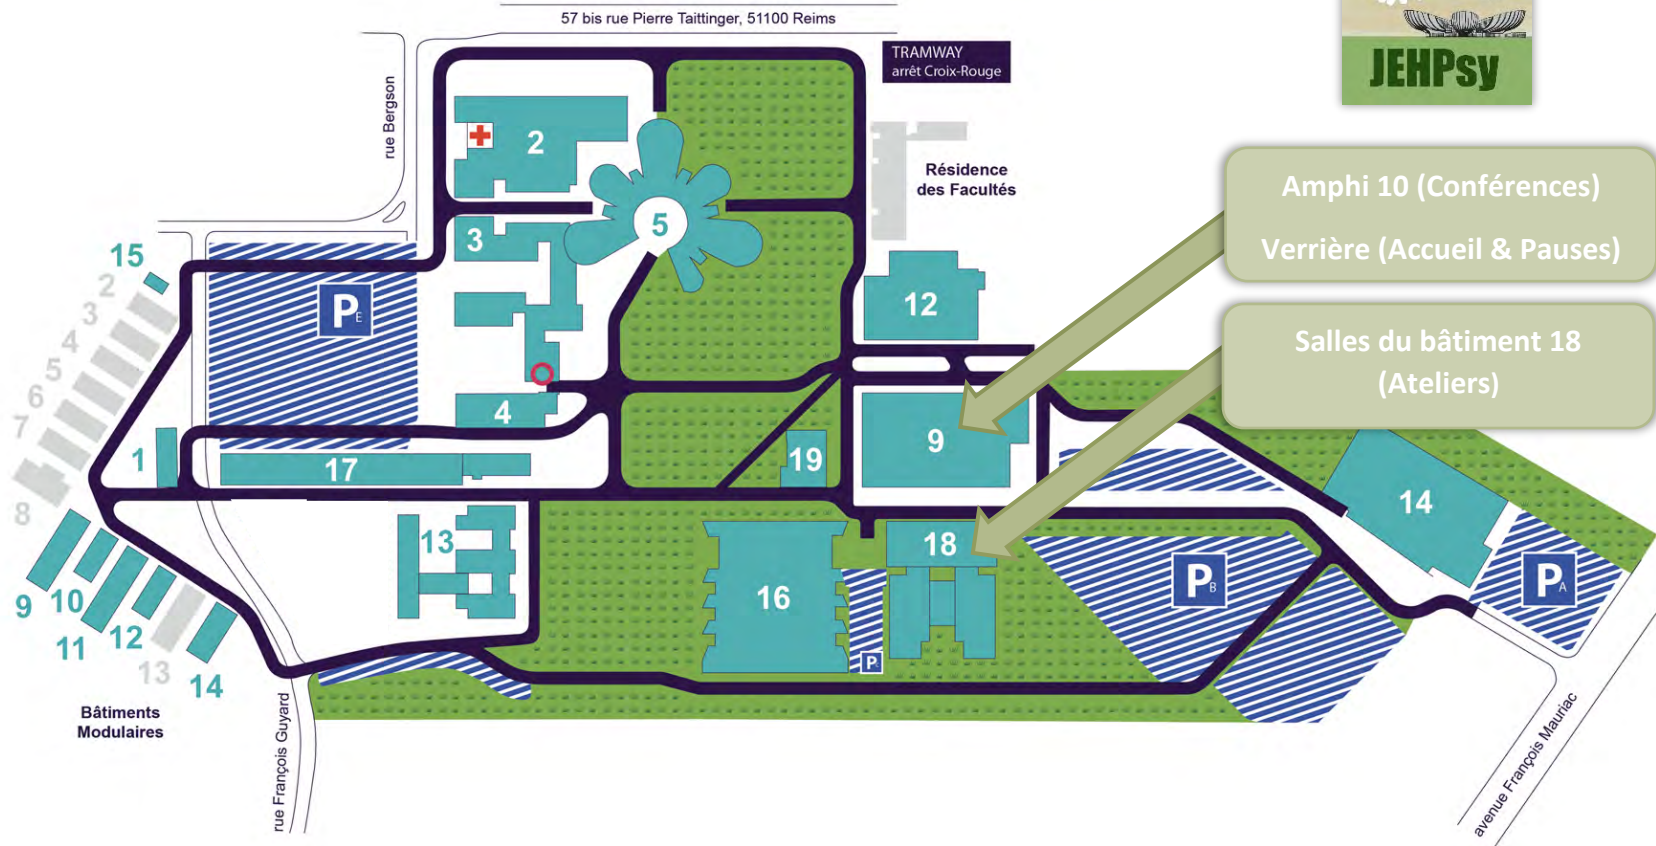 57 bis rue Pierre Taittinger, 51100 Reims
TRAMWAY
arrêt Croix-Rouge
JEHPsy
rue Bergson
2
Résidence
des Facultés
Amphi 10 (Conférences)
Verrière (Accueil & Pauses)
5
3
15
2
3
4
5
6
7
8
PE
12
Salles du bâtiment 18
(Ateliers)
4
1
17
19
9
14
13
18
16
PB
PA
P
9
10
11
12
13
14
Bâtiments
Modulaires
rue François Guyard
avenue François Mauriac